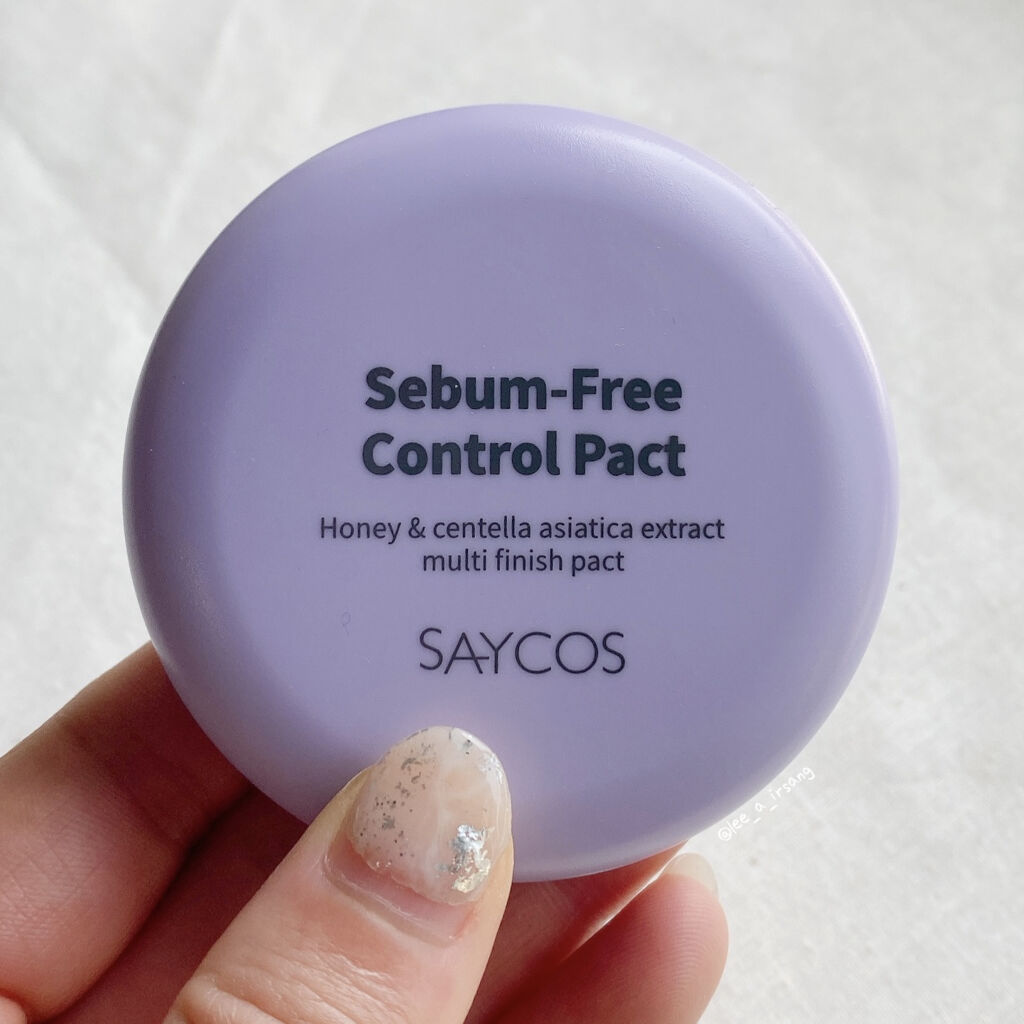 Sebum-Free
Control Pact
Honey & centella asiatica extract
multi finish pact
SAYCOS
@lee_a_irsang